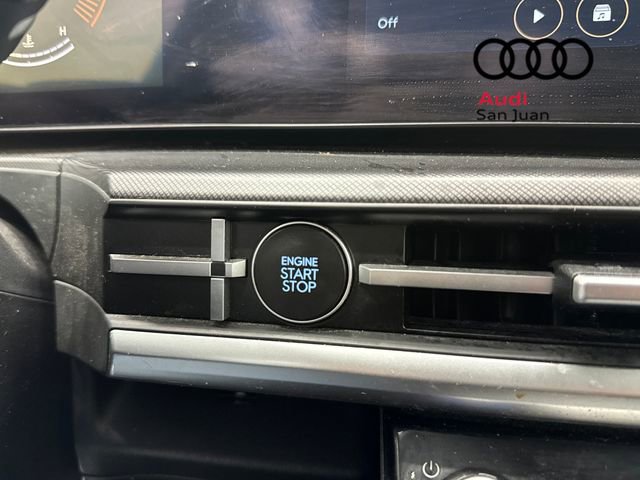 H
Off
Audi
San Juan
ENGINE
START
STOP